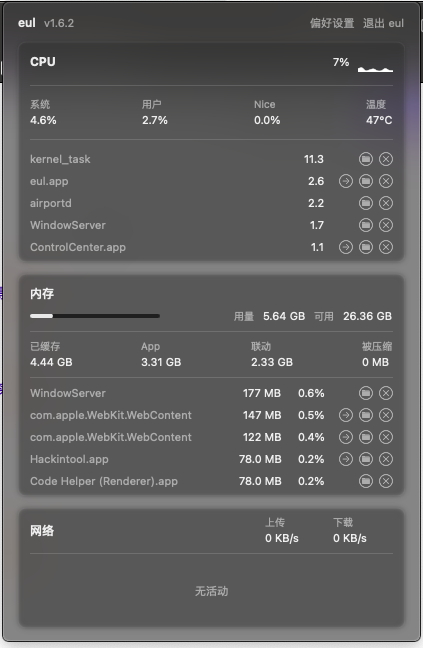 eul v1.6.2 偏好设置 退出 eul
CPU 7%
系统 用户 Nice 温度
4.6% 2.7% 0.0% 47°C
kernel_task 11.3
eul.app 2.6
airportd 2.2
WindowServer 1.7
ControlCenter.app 1.1
内存
用量 5.64 GB 可用 26.36 GB
已缓存 App 联动 被压缩
4.44 GB 3.31 GB 2.33 GB 0 MB
WindowServer 177 MB 0.6%
com.apple.WebKit.WebContent 147 MB 0.5%
com.apple.WebKit.WebContent 122 MB 0.4%
Hackintool.app 78.0 MB 0.2%
Code Helper (Renderer).app 78.0 MB 0.2%
网络 上传 下载
0 KB/s 0 KB/s
无活动